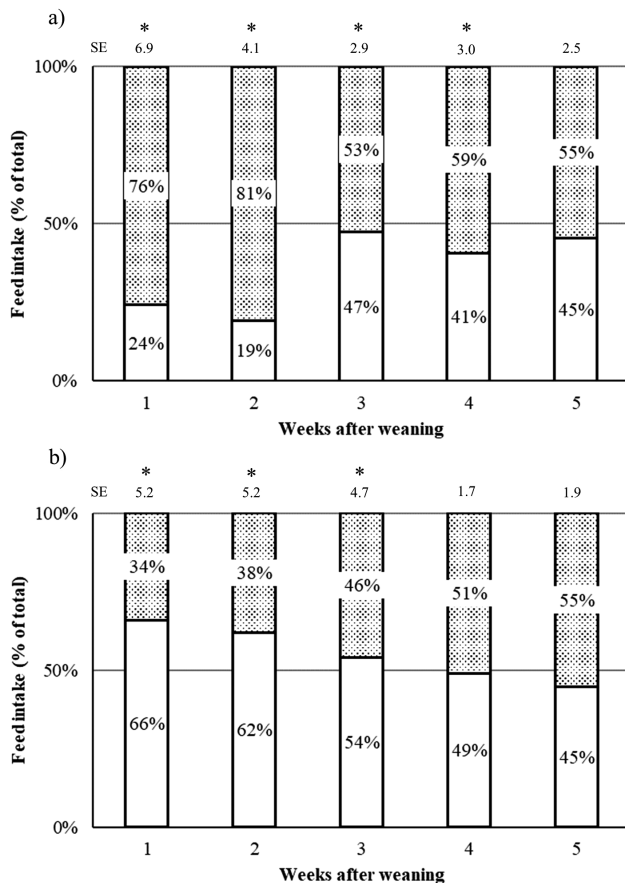 a)
* * * *
SE 6.9 4.1 2.9 3.0 2.5
100%
53% 59% 55%
76% 81%
50%
47% 41% 45%
24% 19%
0%
1 2 3 4 5
Weeks after weaning
Feed intake (% of total)
b)
* * *
SE 5.2 5.2 4.7 1.7 1.9
100%
34% 38% 46% 51% 55%
50%
66% 62% 54% 49% 45%
0%
1 2 3 4 5
Weeks after weaning
Feed intake (% of total)